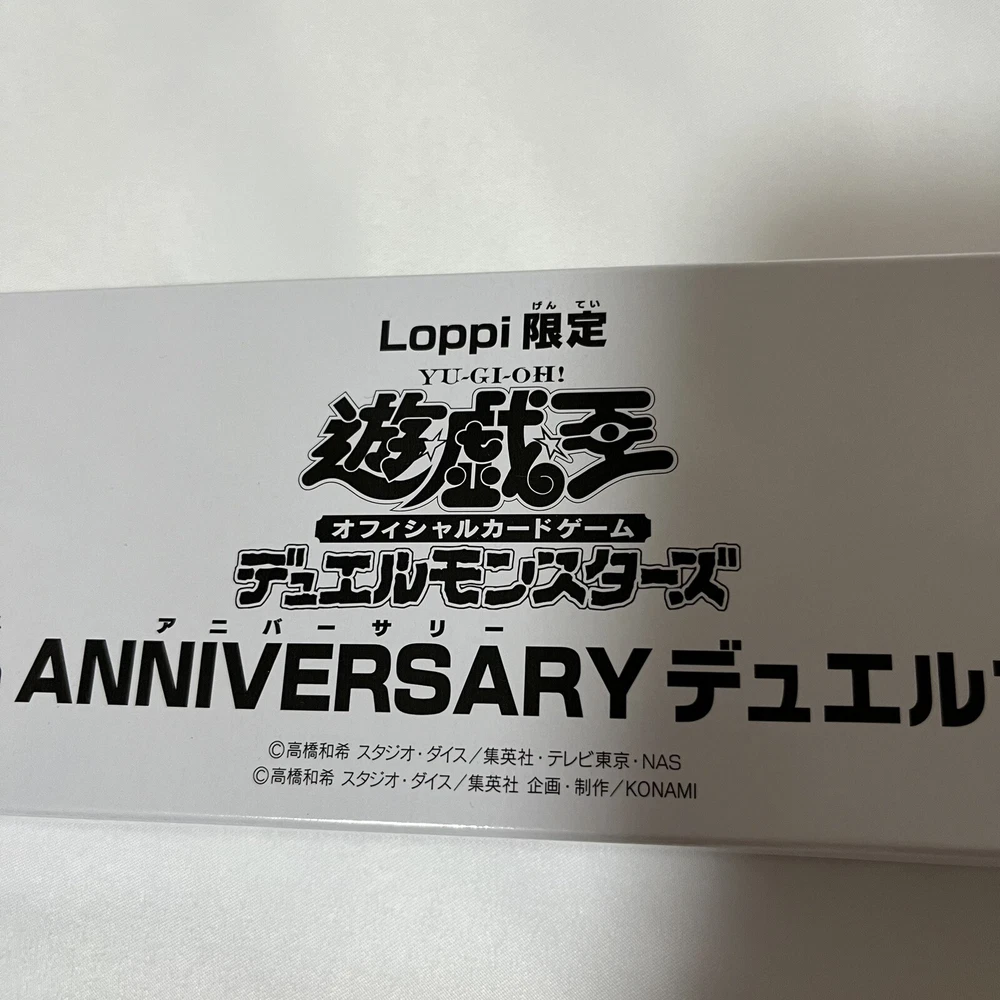 げん てい
Loppi 限定
YU-GI-OH!
遊☆戯☆王
オフィシャルカードゲーム
デュエルモンスターズ
アニバーサリー
ANNIVERSARY デュエル
©高橋和希 スタジオ・ダイス/集英社・テレビ東京・NAS
©高橋和希 スタジオ・ダイス/集英社 企画・制作/KONAMI